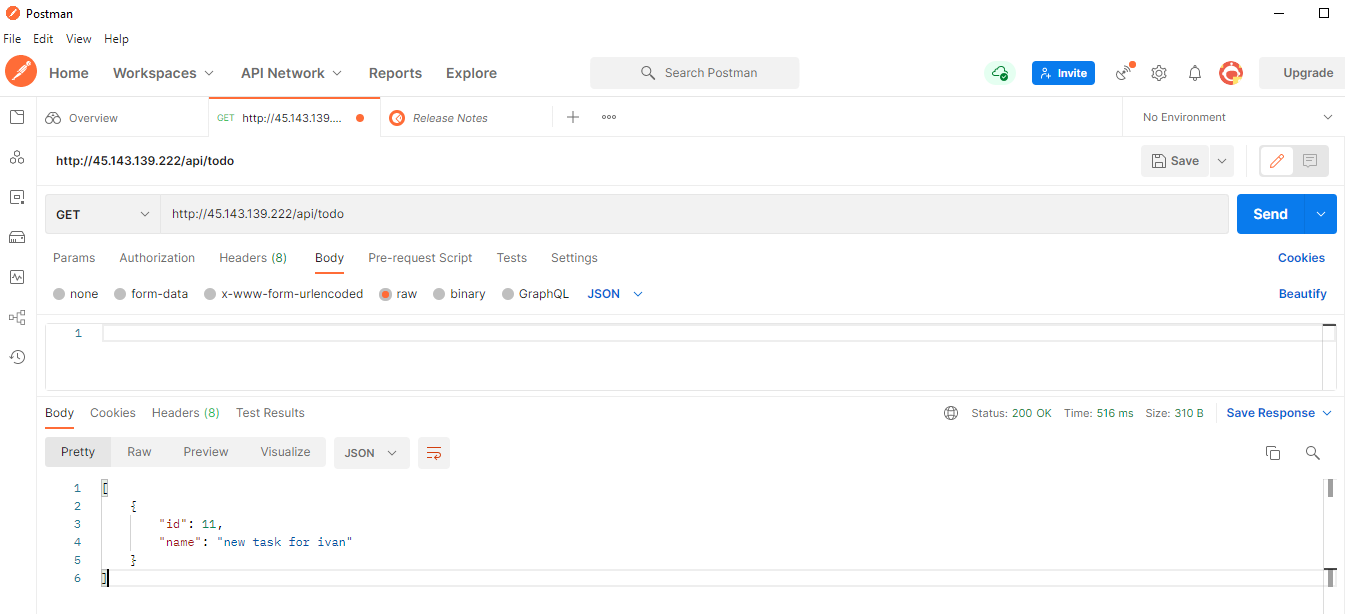 Postman
File Edit View Help
Home Workspaces API Network Reports Explore Search Postman Invite Upgrade
Overview GET http://45.143.139.... Release Notes No Environment
http://45.143.139.222/api/todo Save
GET http://45.143.139.222/api/todo Send
Params Authorization Headers (8) Body Pre-request Script Tests Settings Cookies
none form-data x-www-form-urlencoded raw binary GraphQL JSON Beautify
1
Body Cookies Headers (8) Test Results Status: 200 OK Time: 516 ms Size: 310 B Save Response
Pretty Raw Preview Visualize JSON
1 [
2 {
3 "id": 11,
4 "name": "new task for ivan"
5 }
6 ]